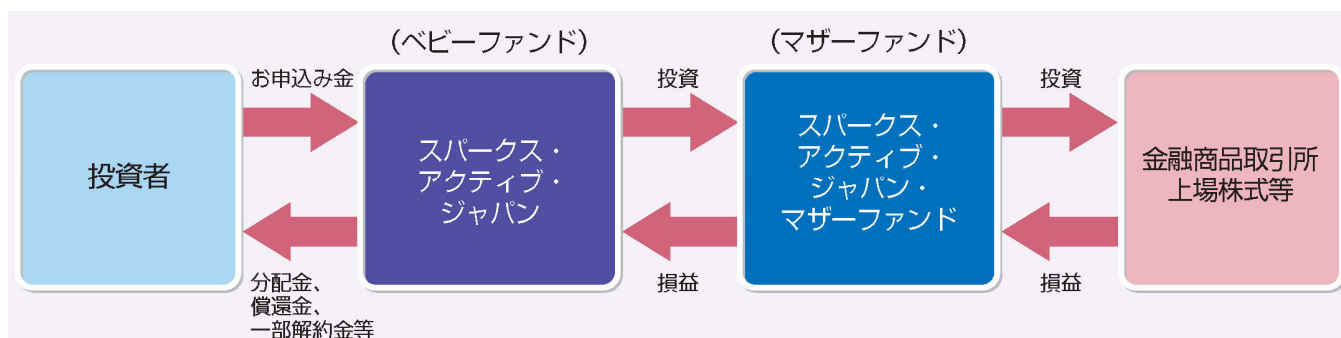 (ベビーファンド)
(マザーファンド)
お申込み金
投資
投資
投資者
スパークス・
アクティブ・
ジャパン
スパークス・
アクティブ・
ジャパン・
マザーファンド
金融商品取引所
上場株式等
分配金、
償還金、
一部解約金等
損益
損益